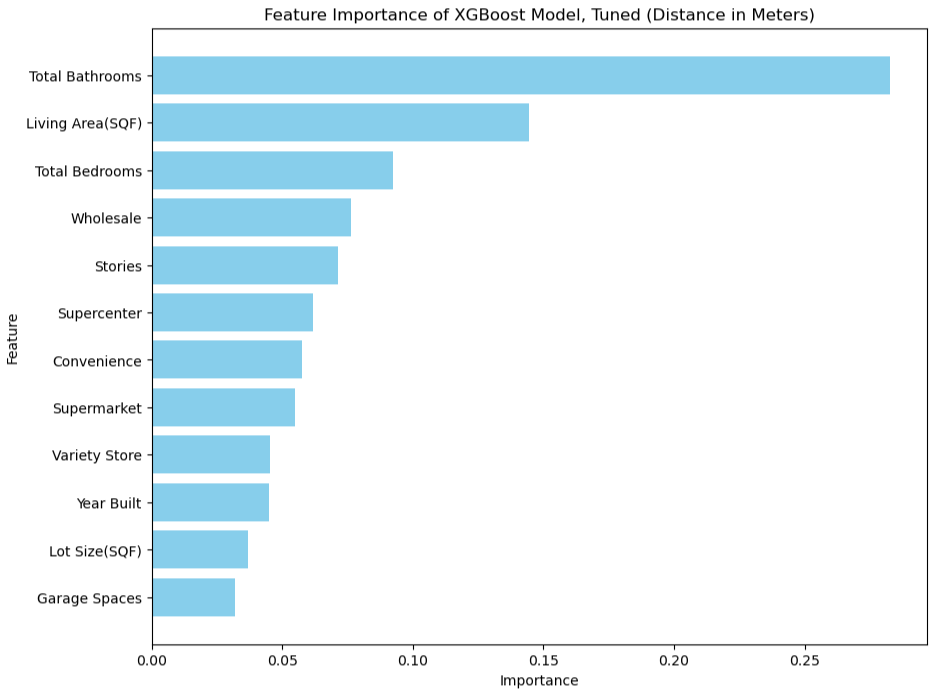 Feature Importance of XGBoost Model, Tuned (Distance in Meters)
Total Bathrooms
Living Area(SQF)
Total Bedrooms
Wholesale
Stories
Supercenter
Convenience
Supermarket
Variety Store
Year Built
Lot Size(SQF)
Garage Spaces
Feature
0.00 0.05 0.10 0.15 0.20 0.25
Importance